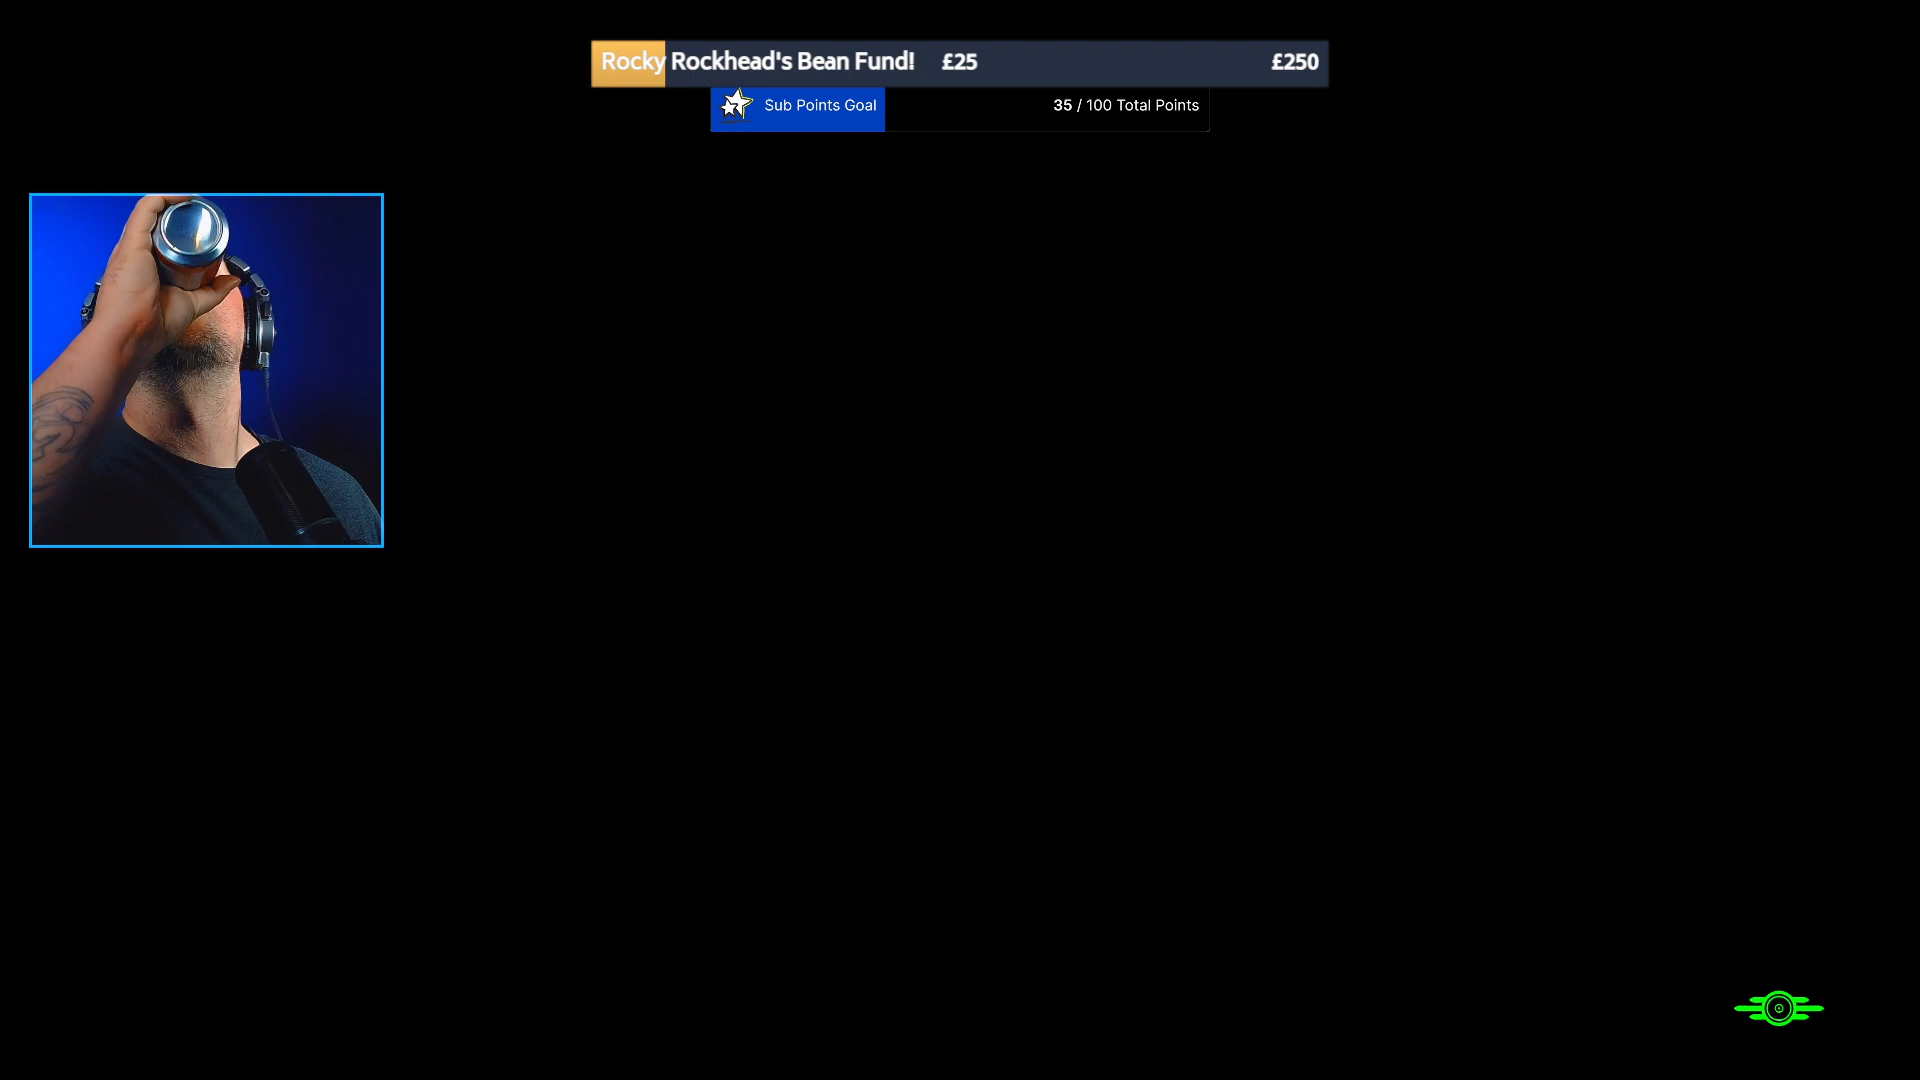 Rocky Rockhead's Bean Fund! £25 £250
Sub Points Goal 35 / 100 Total Points